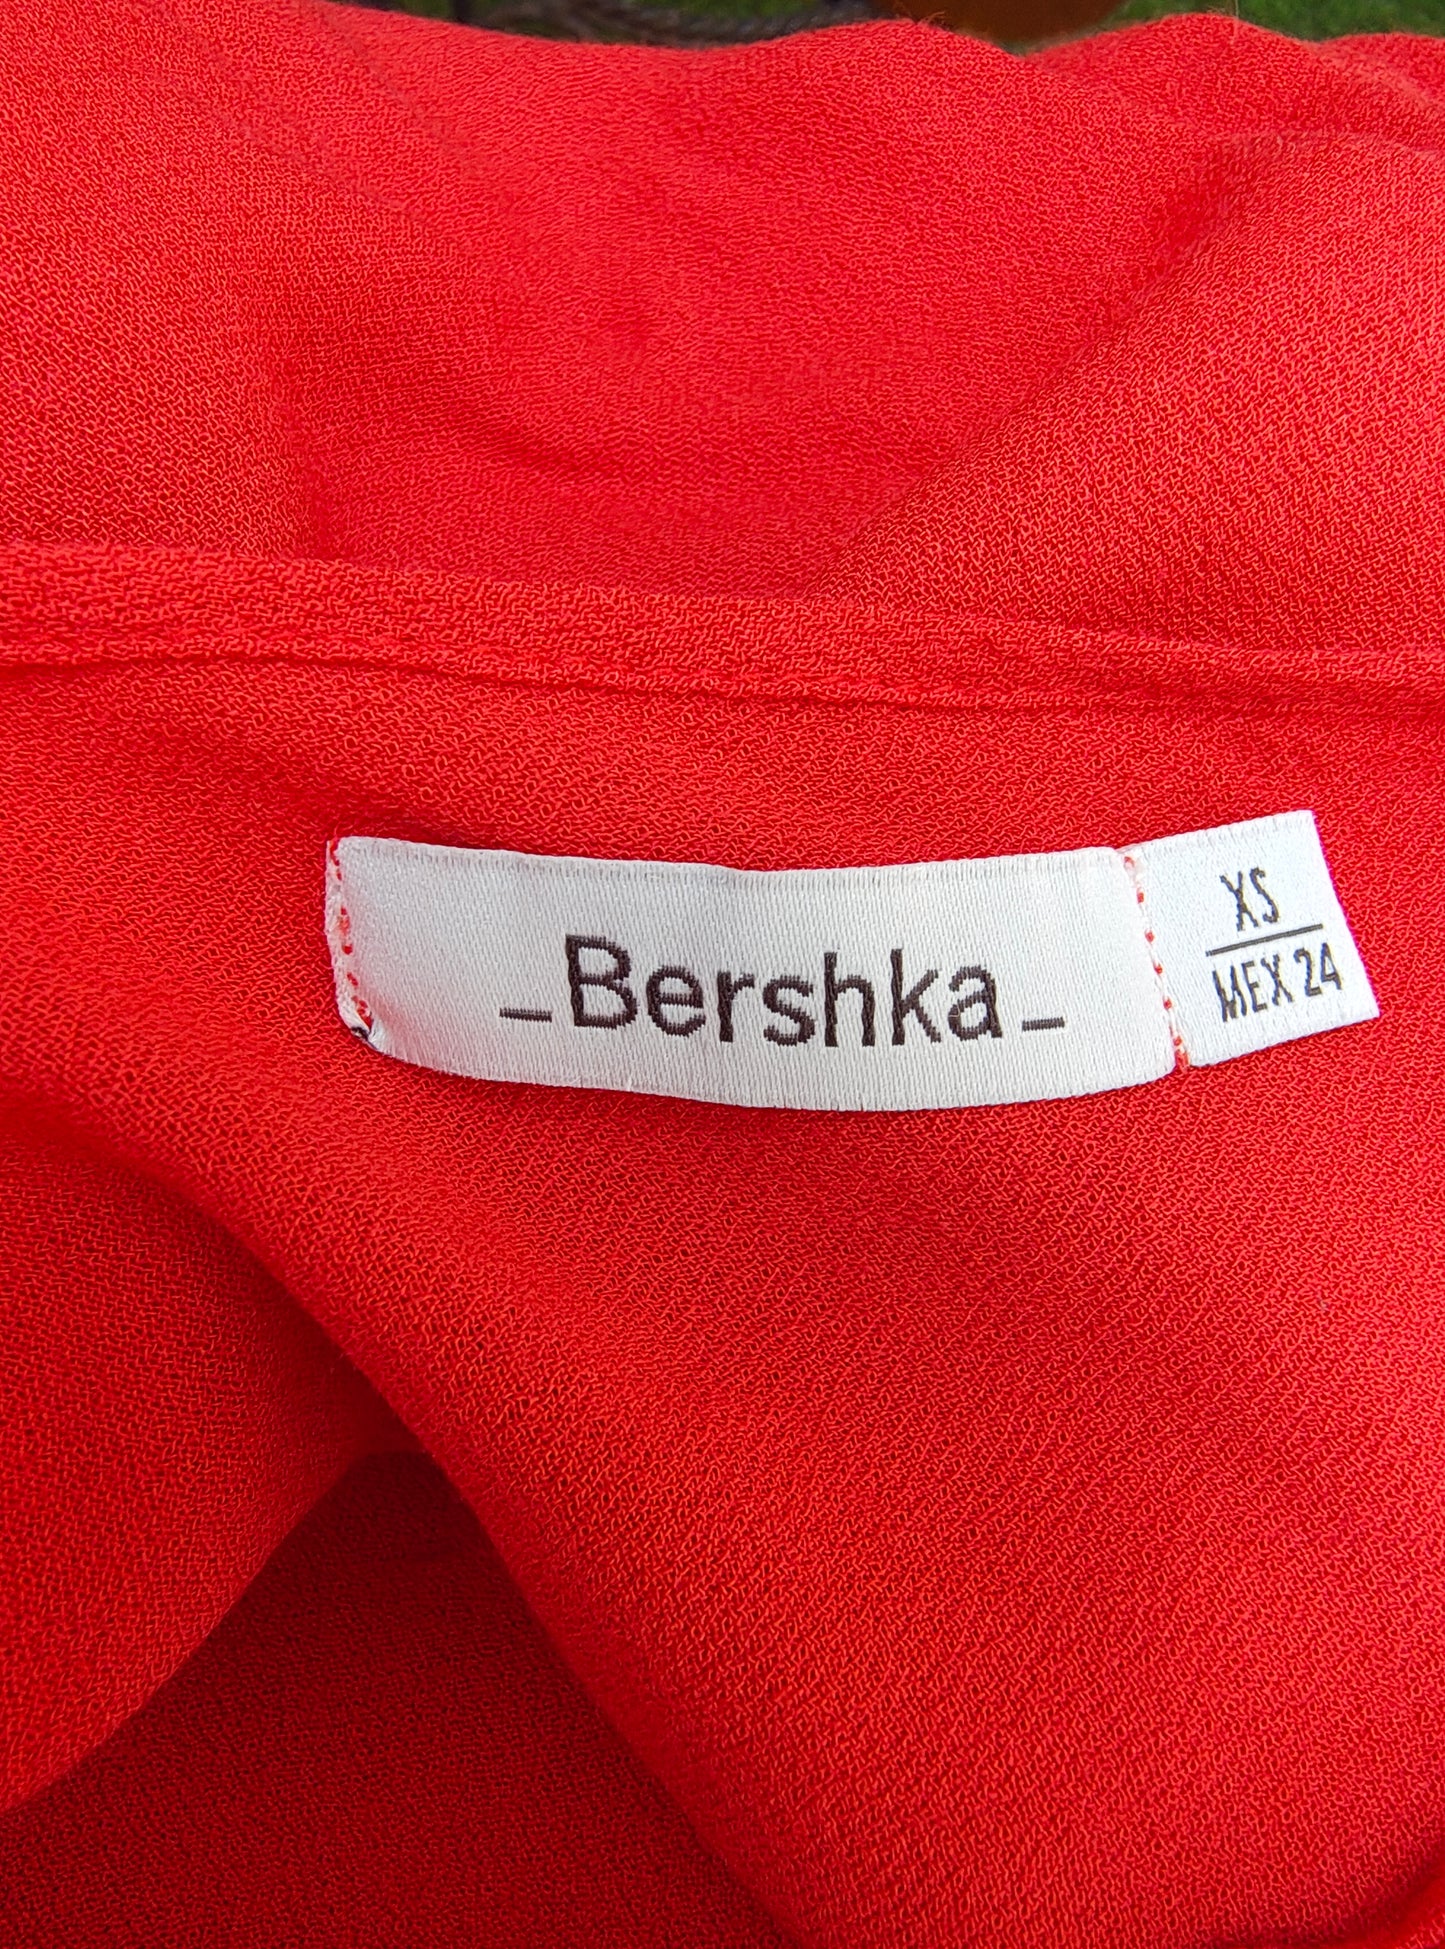 _Bershka_
XS
MEX 24